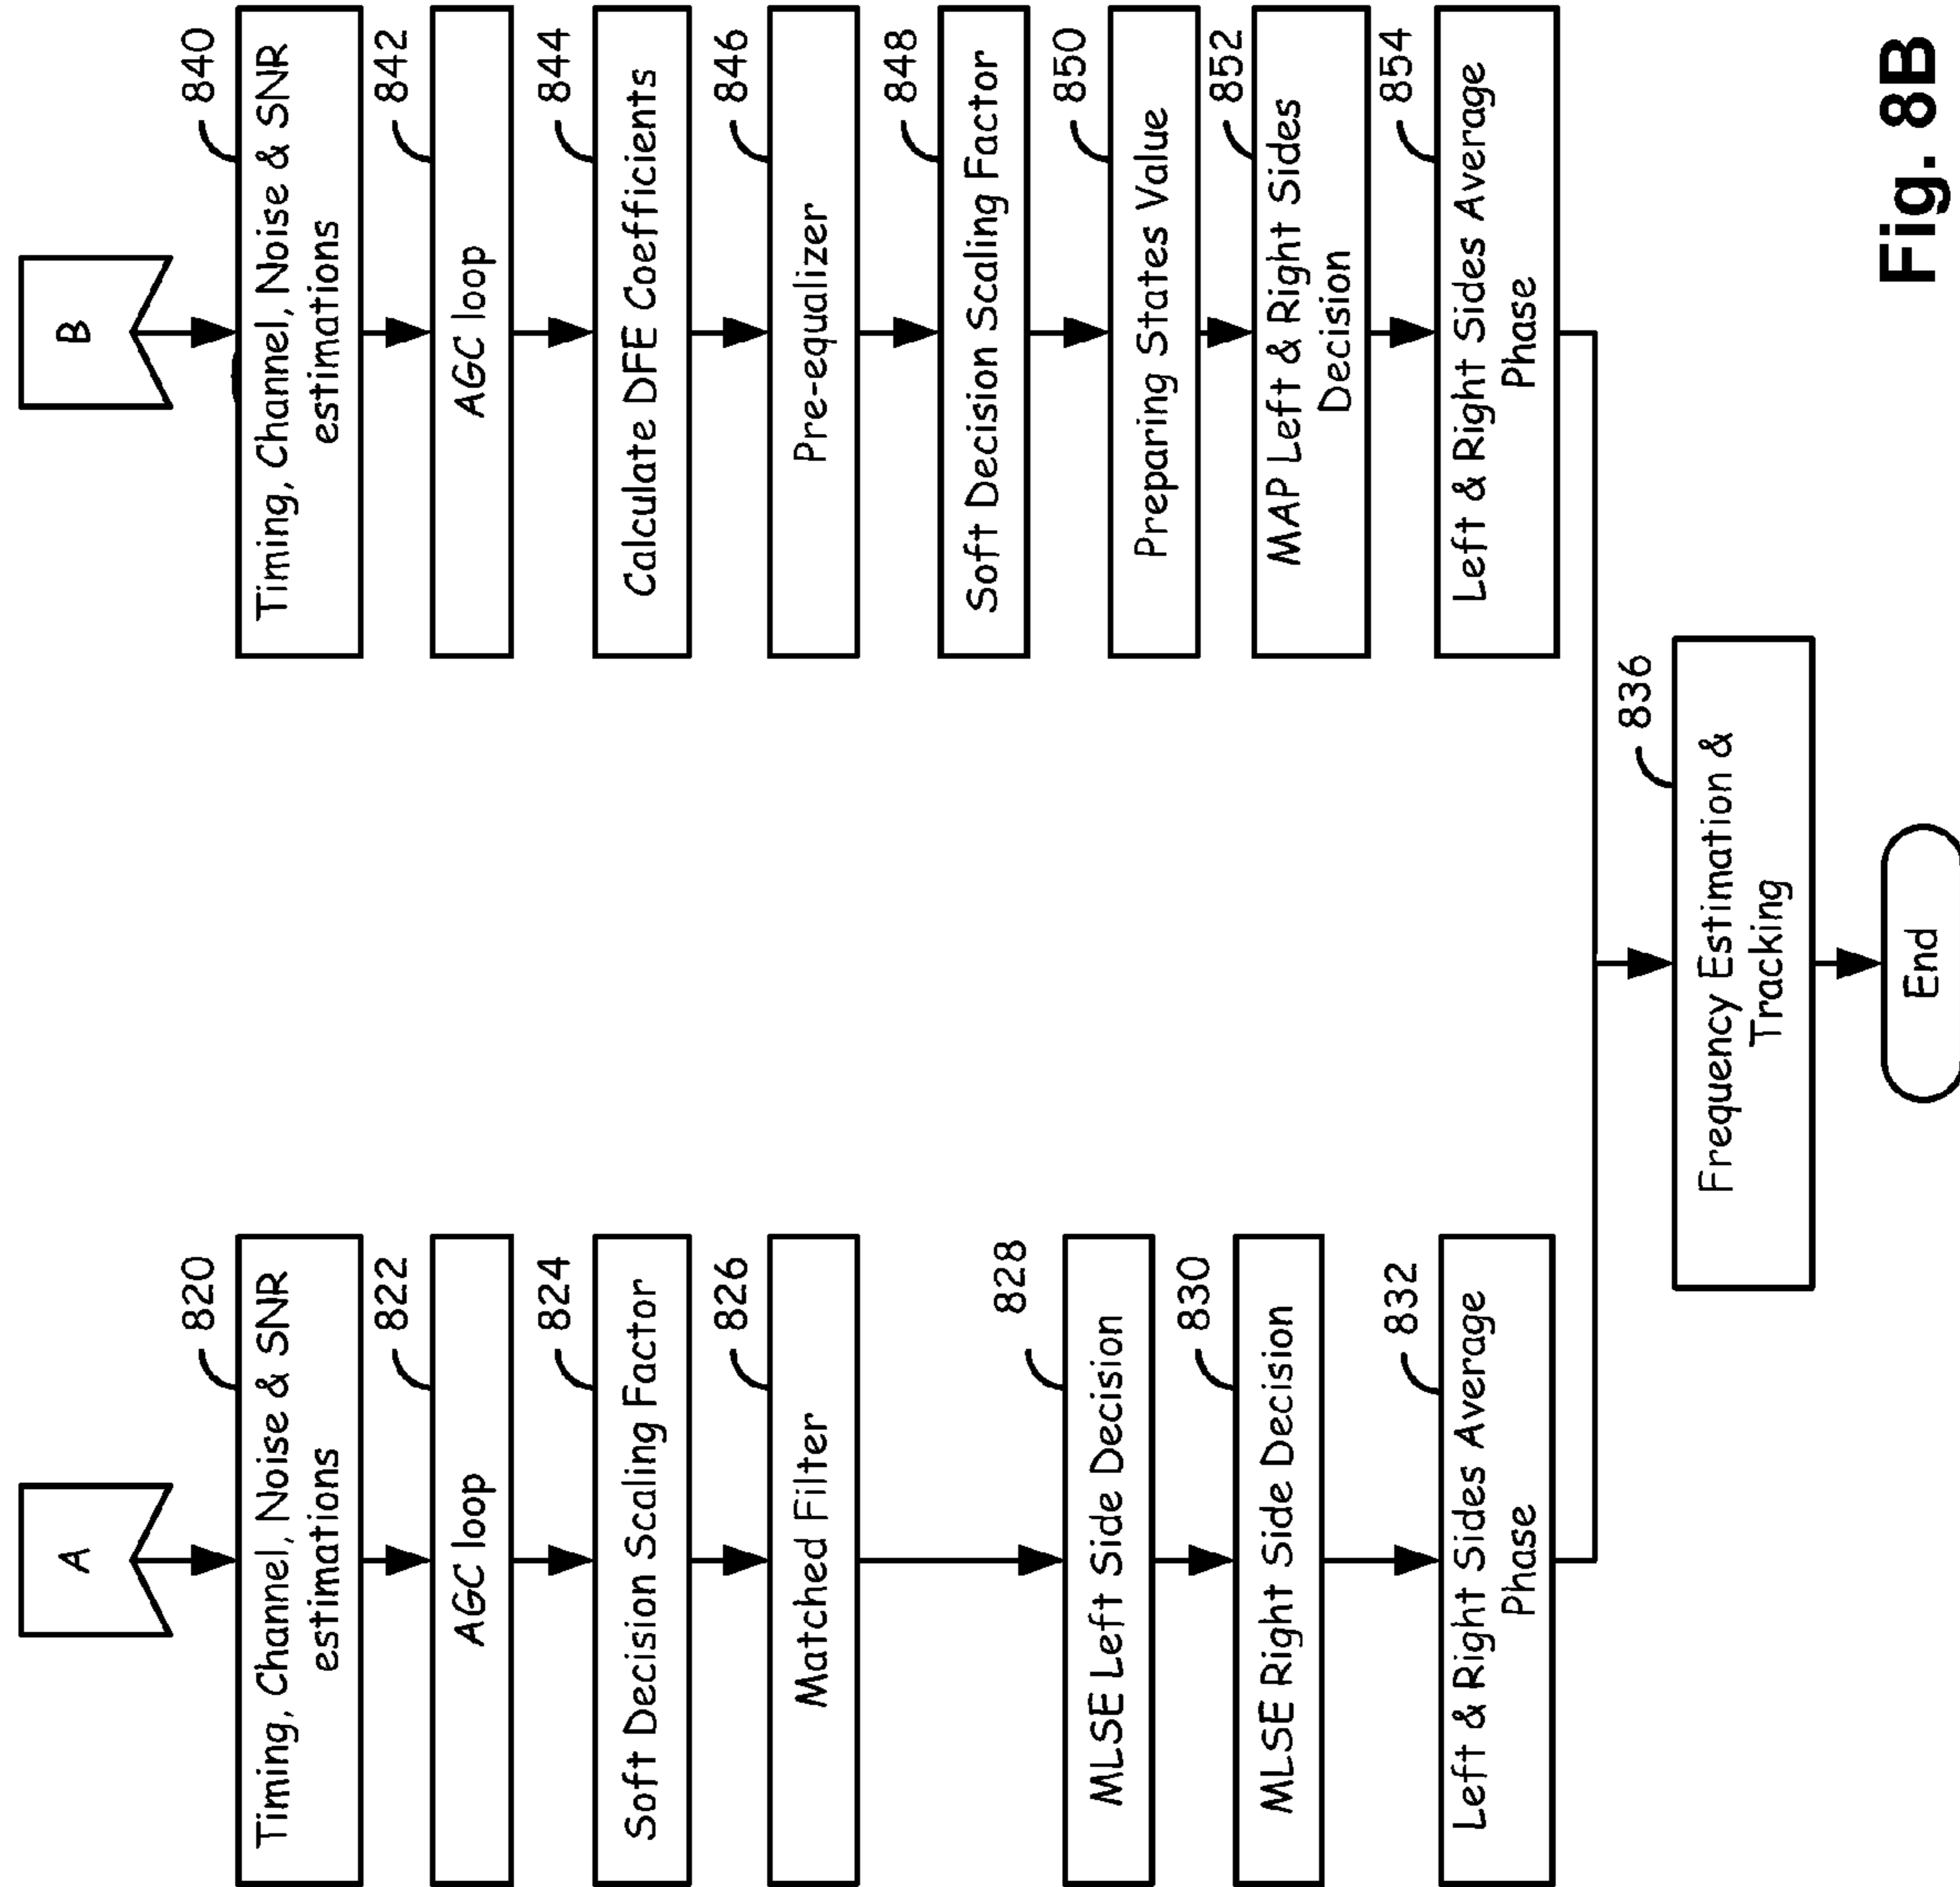 A
820
Timing, Channel, Noise & SNR
estimations
822
AGC loop
824
Soft Decision Scaling Factor
826
Matched Filter
828
MLSE Left Side Decision
830
MLSE Right Side Decision
832
Left & Right Sides Average
Phase
B
840
Timing, Channel, Noise & SNR
estimations
842
AGC loop
844
Calculate DFE Coefficients
846
Pre-equalizer
848
Soft Decision Scaling Factor
850
Preparing States Value
852
MAP Left & Right Sides
Decision
854
Left & Right Sides Average
Phase
836
Frequency Estimation &
Tracking
End
Fig. 8B